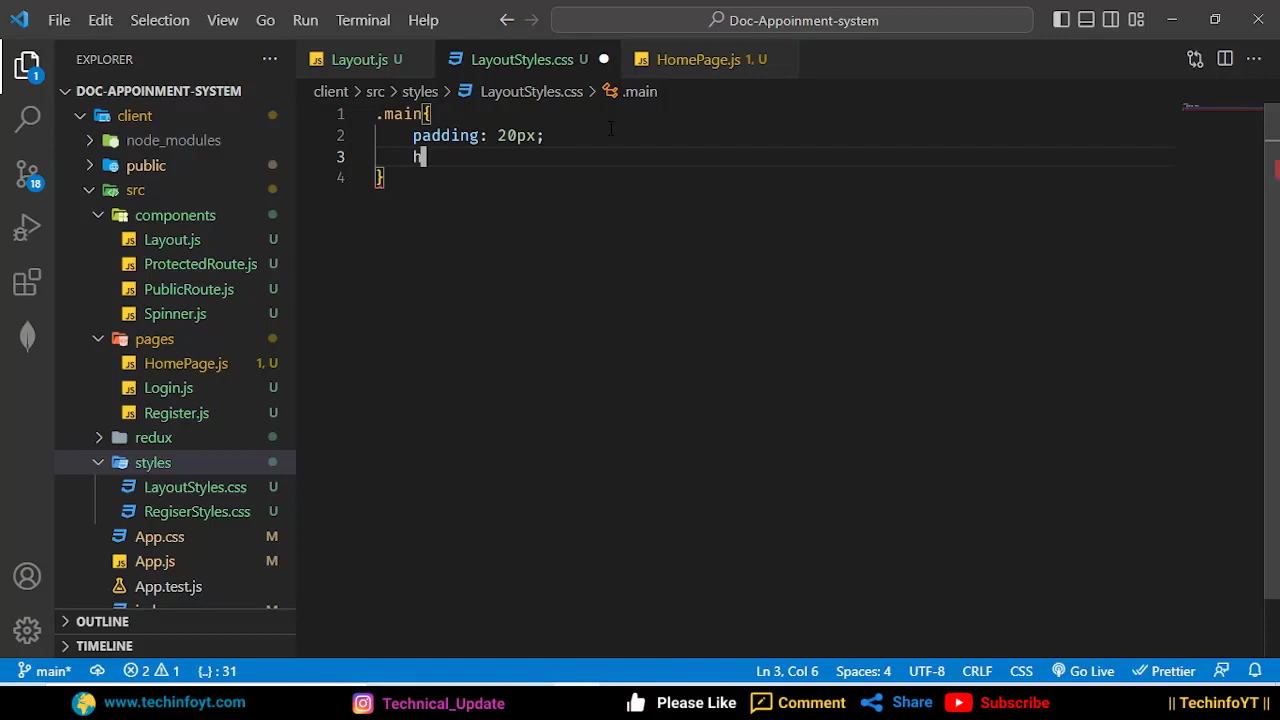 File Edit Selection View Go Run Terminal Help
Doc-Appoinment-system
EXPLORER
Layout.js U
LayoutStyles.css U
HomePage.js 1, U
DOC-APPOINMENT-SYSTEM
client > src > styles > LayoutStyles.css > .main
client
node_modules
public
src
components
Layout.js U
ProtectedRoute.js U
PublicRoute.js U
Spinner.js U
pages
HomePage.js 1, U
Login.js U
Register.js U
redux
styles
LayoutStyles.css U
RegiserStyles.css U
App.css M
App.js M
App.test.js
OUTLINE
TIMELINE
1
18
1 .main{
2 padding: 20px;
3 h
4 }
main* 2 1 {..} : 31 Ln 3, Col 6 Spaces: 4 UTF-8 CRLF CSS Go Live Prettier
www.techinfoyt.com Technical_Update Please Like Comment Share Subscribe || TechinfoYT ||